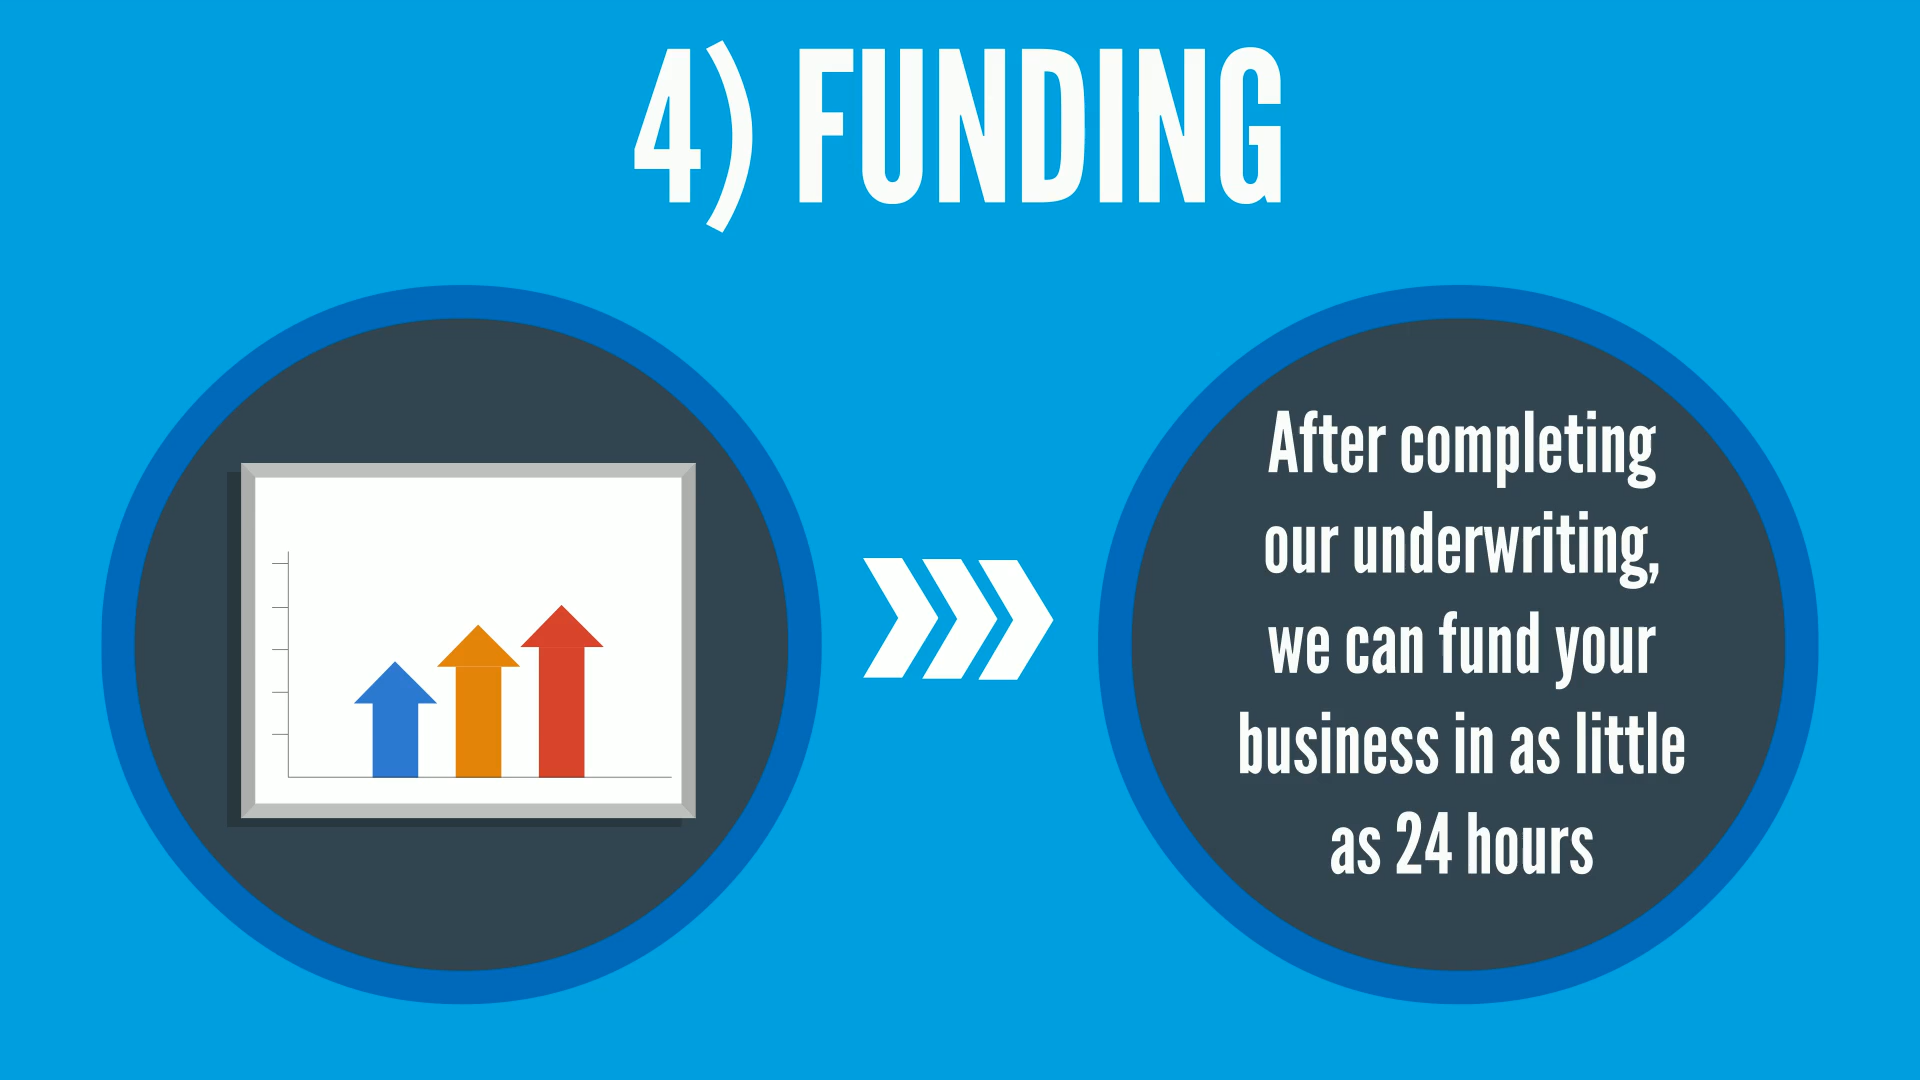 4) FUNDING
After completing
our underwriting,
we can fund your
business in as little
as 24 hours